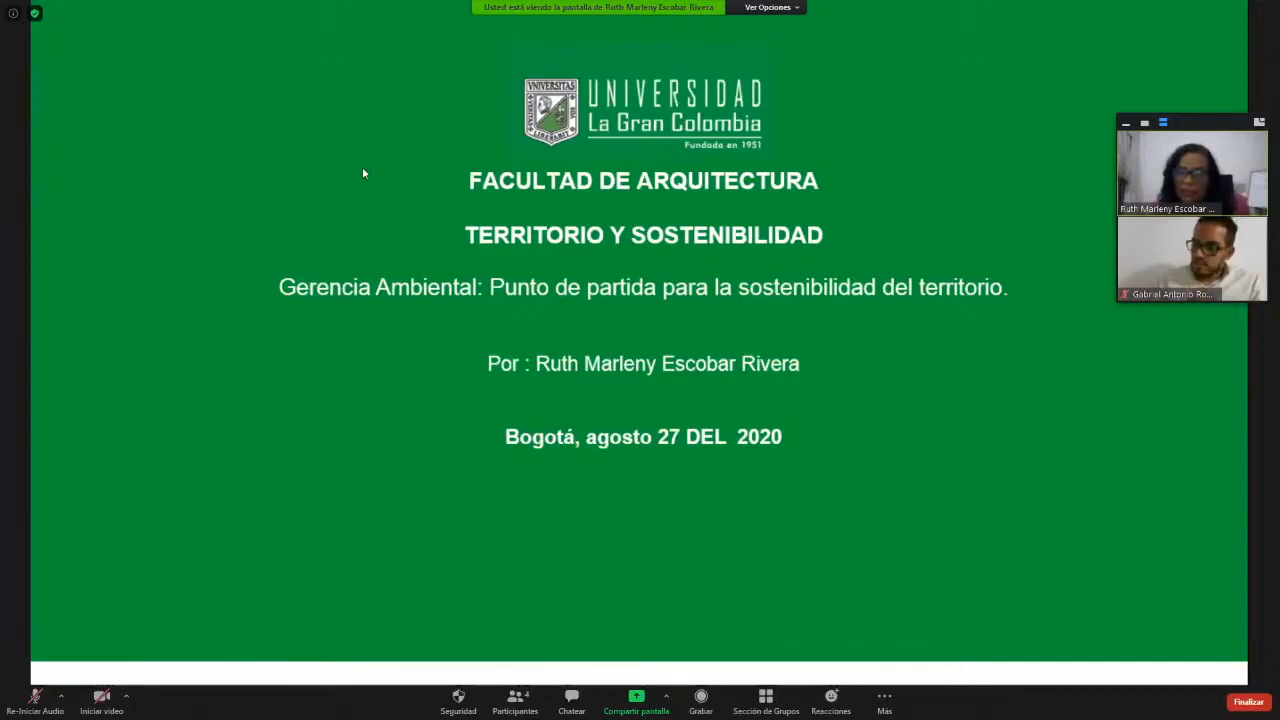 Usted está viendo la pantalla de Ruth Marleny Escobar Rivera
Ver Opciones
UNIVERSITAS
UNIVERSIDAD
La Gran Colombia
Fundada en 1951
FACULTAD DE ARQUITECTURA
TERRITORIO Y SOSTENIBILIDAD
Gerencia Ambiental: Punto de partida para la sostenibilidad del territorio.
Por : Ruth Marleny Escobar Rivera
Bogotá, agosto 27 DEL 2020
Ruth Marleny Escobar ...
Gabriel Antonio Ro...
Re-Iniciar Audio
Iniciar video
Seguridad
4
Participantes
Chatear
Compartir pantalla
Grabar
Sección de Grupos
Reacciones
Más
Finalizar